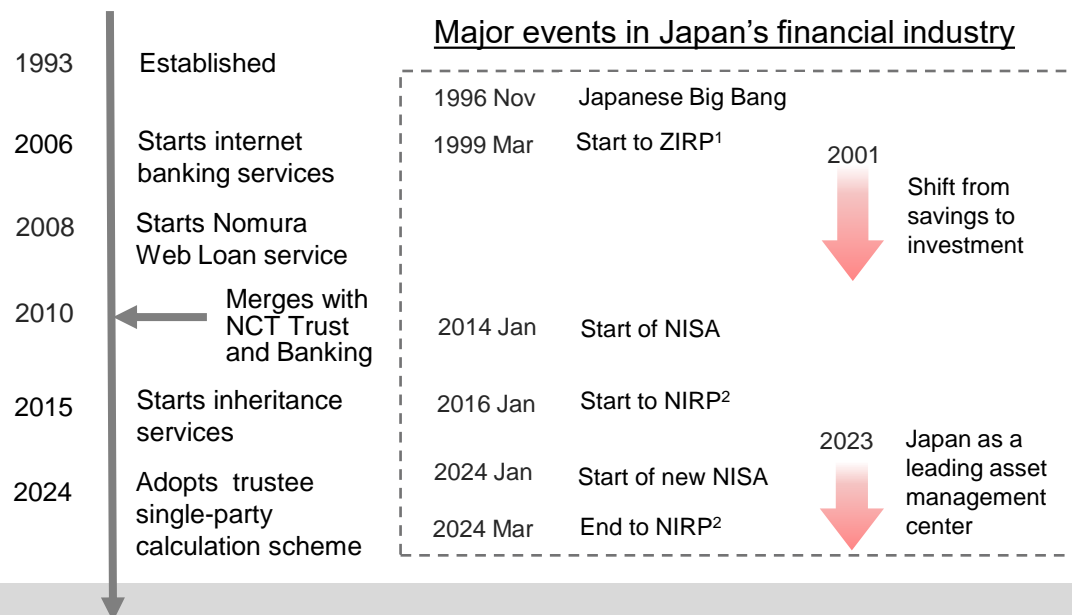 1993
Established
2006
Starts internet
banking services
2008
Starts Nomura
Web Loan service
2010
Merges with
NCT Trust
and Banking
2015
Starts inheritance
services
2024
Adopts trustee
single-party
calculation scheme
Major events in Japan’s financial industry
1996 Nov Japanese Big Bang
1999 Mar Start to ZIRP¹
2001
Shift from
savings to
investment
2014 Jan Start of NISA
2016 Jan Start to NIRP²
2023
Japan as a
leading asset
management
center
2024 Jan Start of new NISA
2024 Mar End to NIRP²